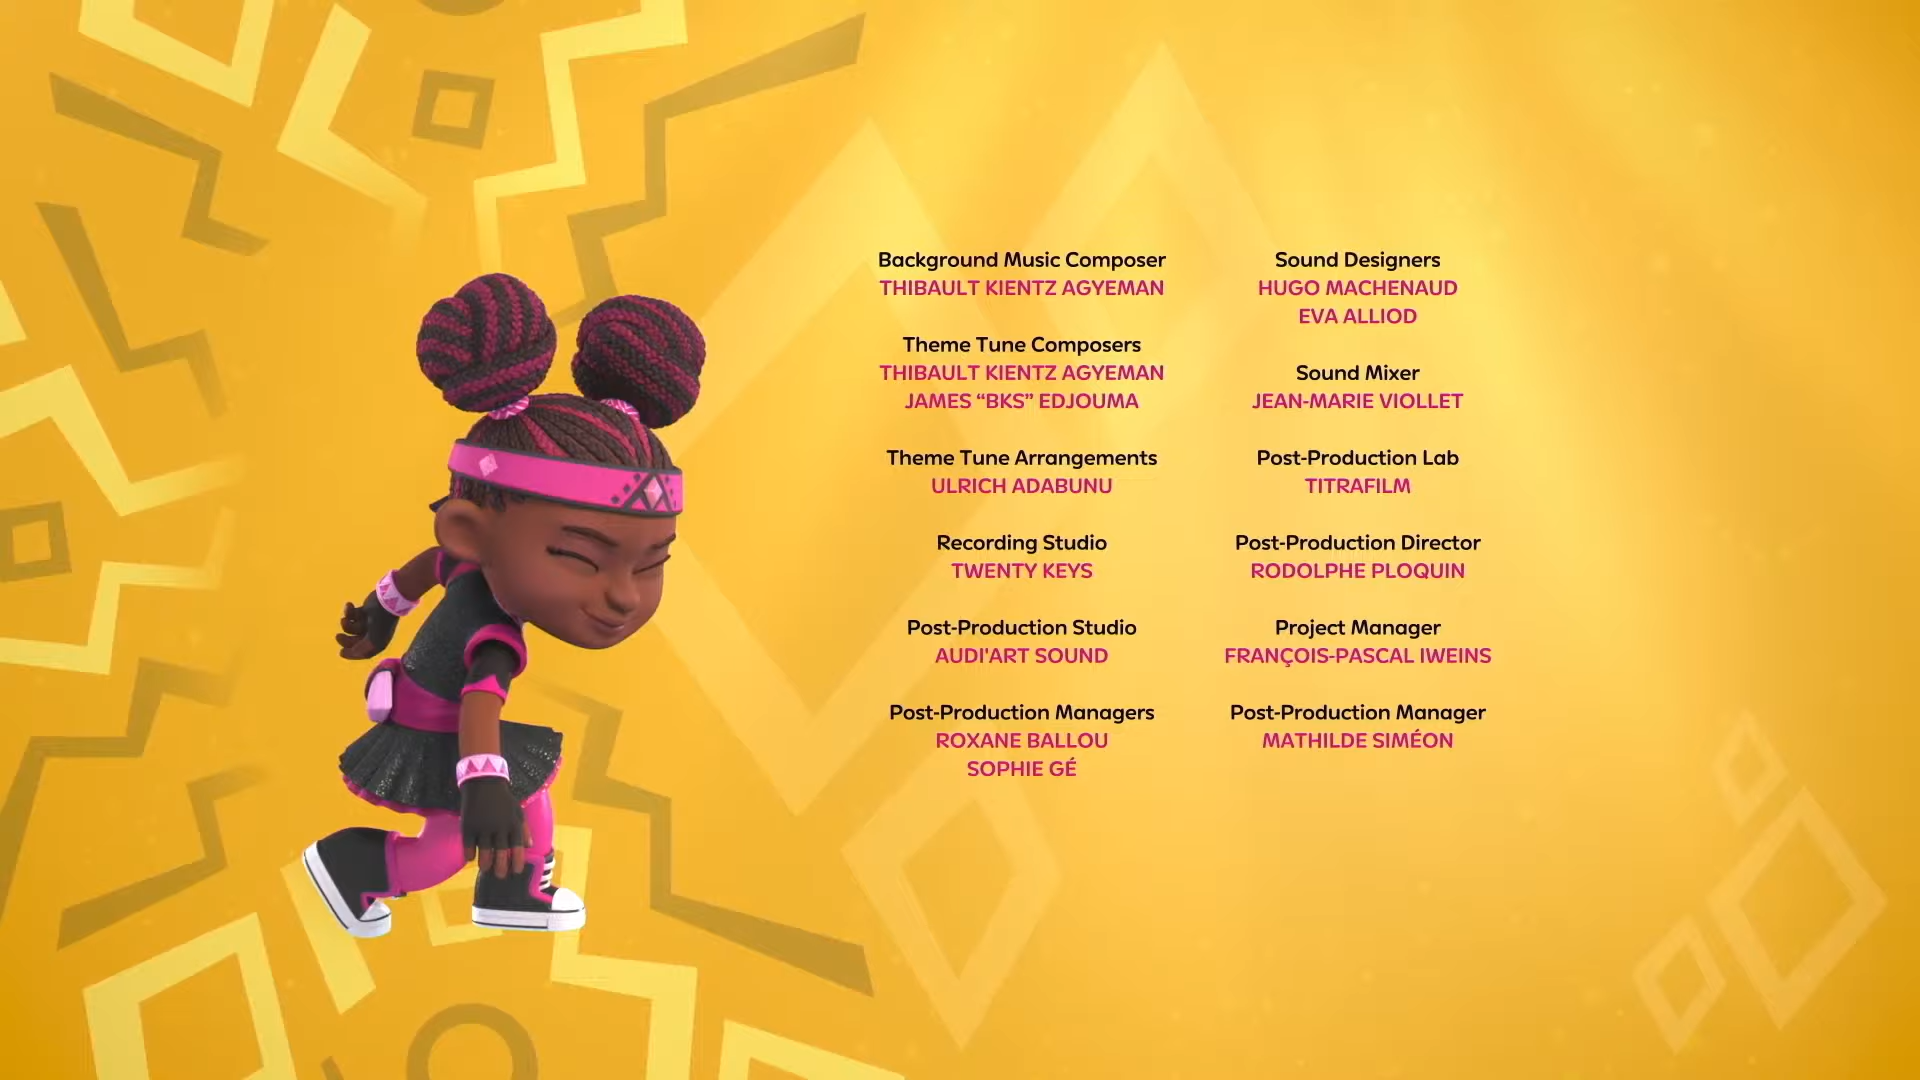 Background Music Composer
THIBAULT KIENTZ AGYEMAN
Theme Tune Composers
THIBAULT KIENTZ AGYEMAN
JAMES “BKS” EDJOUMA
Theme Tune Arrangements
ULRICH ADABUNU
Recording Studio
TWENTY KEYS
Post-Production Studio
AUDI'ART SOUND
Post-Production Managers
ROXANE BALLOU
SOPHIE GÉ
Sound Designers
HUGO MACHENAUD
EVA ALLIOD
Sound Mixer
JEAN-MARIE VIOLLET
Post-Production Lab
TITRAFILM
Post-Production Director
RODOLPHE PLOQUIN
Project Manager
FRANÇOIS-PASCAL IWEINS
Post-Production Manager
MATHILDE SIMÉON